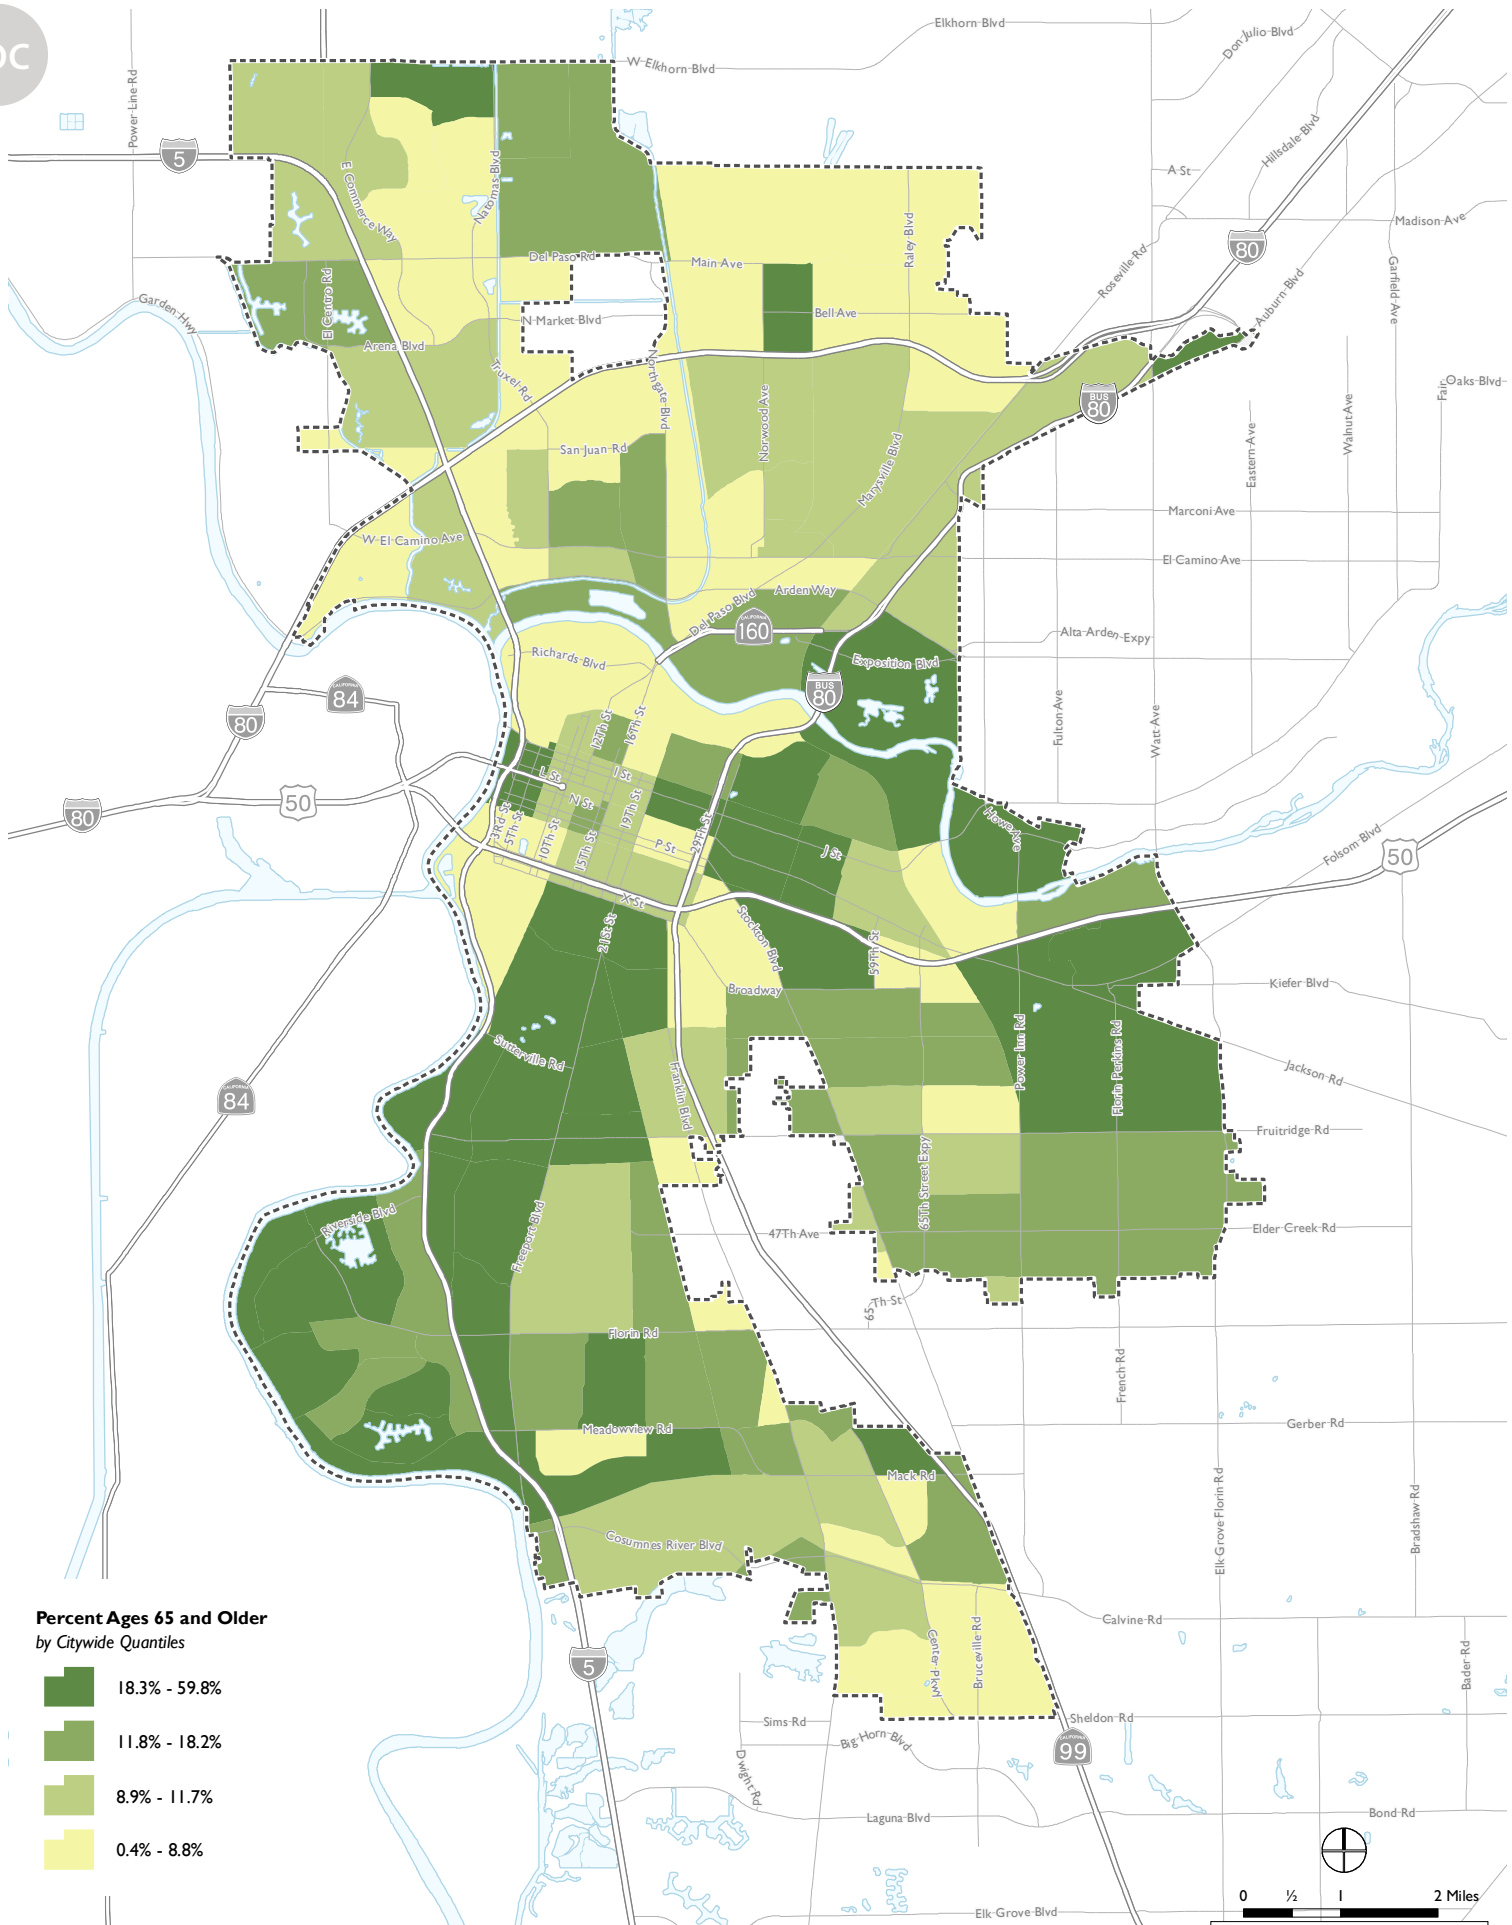 DC
Elkhorn Blvd
Don Julio Blvd
W Elkhorn Blvd
Power Line Rd
5
Hillsdale Blvd
A St
E Commerce Way
Natomas Blvd
Madison Ave
Raley Blvd
80
Roseville Rd
Del Paso Rd
Main Ave
Garfield Ave
Auburn Blvd
Garden Hwy
El Centro Rd
N Market Blvd
Bell Ave
Arena Blvd
Truxel Rd
Northgate Blvd
Fair Oaks Blvd
BUS
80
Norwood Ave
Walnut Ave
Eastern Ave
San Juan Rd
Marysville Blvd
Marconi Ave
W El Camino Ave
El Camino Ave
Arden Way
Del Paso Blvd
CALIFORNIA
160
Alta Arden Expy
Richards Blvd
Exposition Blvd
CALIFORNIA
84
BUS
80
80
Fulton Ave
Watt Ave
12Th St
16Th St
L St
I St
50
80
N St
19Th St
3Rd St
5Th St
10Th St
15Th St
P St
29Th St
J St
Howe Ave
Folsom Blvd
50
X St
21St St
Stockton Blvd
59Th St
Broadway
Kiefer Blvd
Sutterville Rd
Power Inn Rd
Florin Perkins Rd
Jackson Rd
CALIFORNIA
84
Franklin Blvd
Fruitridge Rd
65Th Street Expy
Riverside Blvd
Freeport Blvd
47Th Ave
Elder Creek Rd
65Th St
Florin Rd
French Rd
Meadowview Rd
Gerber Rd
Mack Rd
Elk Grove Florin Rd
Bradshaw Rd
Cosumnes River Blvd
Percent Ages 65 and Older
by Citywide Quantiles
18.3% - 59.8%
11.8% - 18.2%
8.9% - 11.7%
0.4% - 8.8%
Calvine Rd
Center Pkwy
Bruceville Rd
Bader Rd
5
Sims Rd
Sheldon Rd
Big Horn Blvd
CALIFORNIA
99
Dwight Rd
Laguna Blvd
Bond Rd
Elk Grove Blvd
0 ½ 1 2 Miles